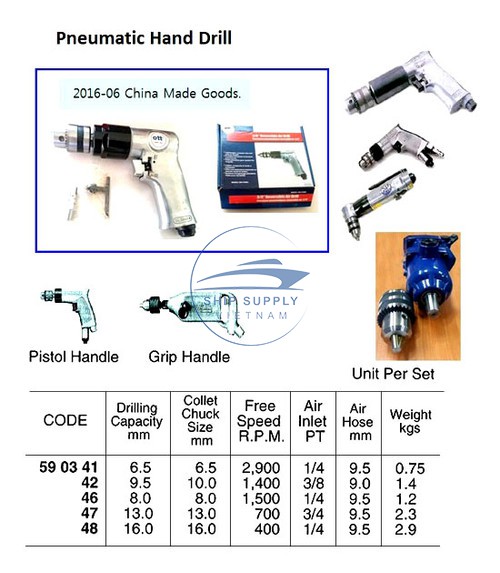 Pneumatic Hand Drill
2016-06 China Made Goods.
SHIP SUPPLY
VIETNAM
Pistol Handle
Grip Handle
Unit Per Set
CODE Drilling Capacity mm Collet Chuck Size mm Free Speed R.P.M. Air Inlet PT Air Hose mm Weight kgs
59 03 41 6.5 6.5 2,900 1/4 9.5 0.75
42 9.5 10.0 1,400 3/8 9.0 1.4
46 8.0 8.0 1,500 1/4 9.5 1.2
47 13.0 13.0 700 3/4 9.5 2.3
48 16.0 16.0 400 1/4 9.5 2.9